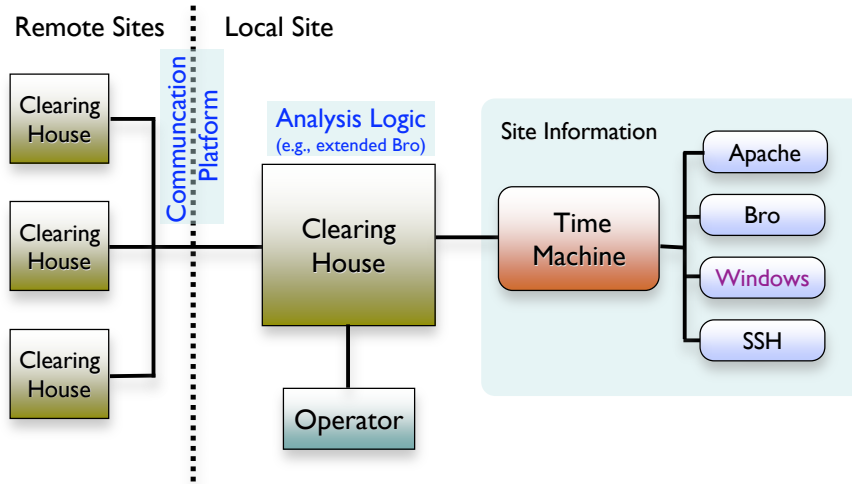 Remote Sites
Local Site
Clearing
House
Clearing
House
Clearing
House
Communcation
Platform
Analysis Logic
(e.g., extended Bro)
Clearing
House
Operator
Site Information
Time
Machine
Apache
Bro
Windows
SSH